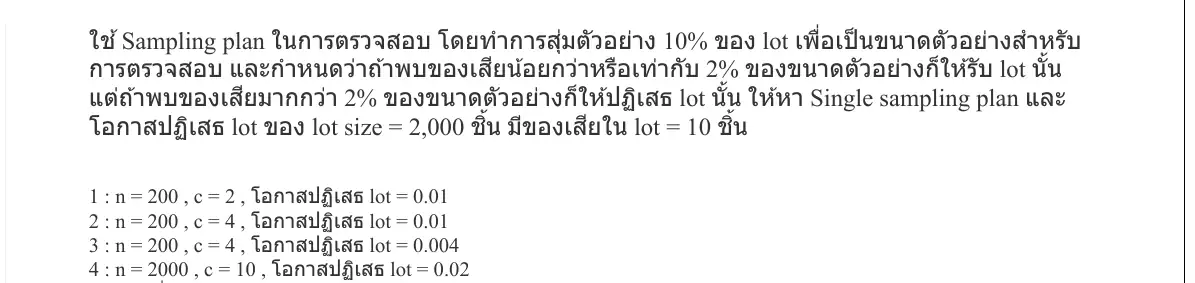 ใช้ Sampling plan ในการตรวจสอบ โดยทำการสุ่มตัวอย่าง 10% ของ lot เพื่อเป็นขนาดตัวอย่างสำหรับ
การตรวจสอบ และกำหนดว่าถ้าพบของเสียน้อยกว่าหรือเท่ากับ 2% ของขนาดตัวอย่างก็ให้รับ lot นั้น
แต่ถ้าพบของเสียมากกว่า 2% ของขนาดตัวอย่างก็ให้ปฏิเสธ lot นั้น ให้หา Single sampling plan และ
โอกาสปฏิเสธ lot ของ lot size = 2,000 ชิ้น มีของเสียใน lot = 10 ชิ้น
1 : n = 200 , c = 2 , โอกาสปฏิเสธ lot = 0.01
2 : n = 200 , c = 4 , โอกาสปฏิเสธ lot = 0.01
3 : n = 200 , c = 4 , โอกาสปฏิเสธ lot = 0.004
4 : n = 2000 , c = 10 , โอกาสปฏิเสธ lot = 0.02